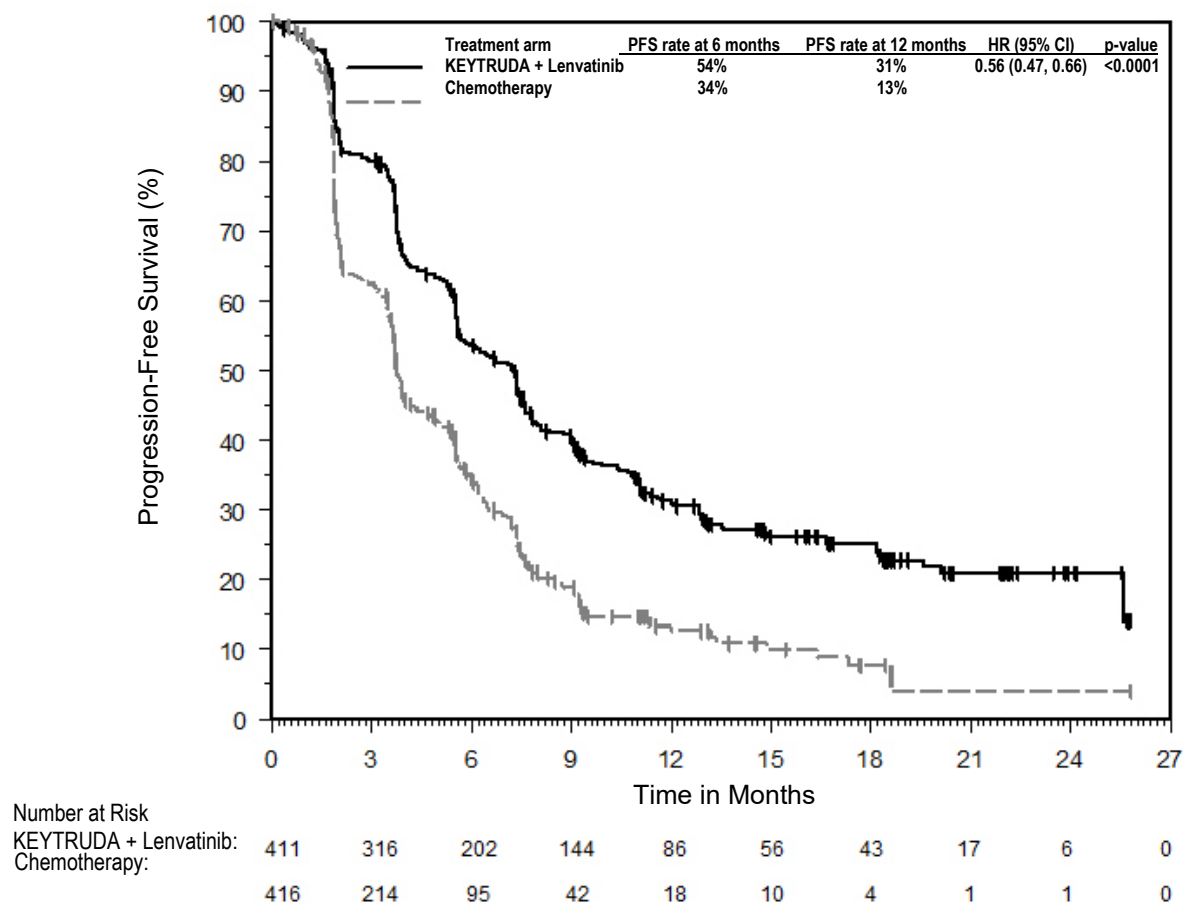 Treatment arm PFS rate at 6 months PFS rate at 12 months HR (95% CI) p-value
KEYTRUDA + Lenvatinib 54% 31% 0.56 (0.47, 0.66) <0.0001
Chemotherapy 34% 13%
Progression-Free Survival (%)
100
90
80
70
60
50
40
30
20
10
0
0 3 6 9 12 15 18 21 24 27
Time in Months
Number at Risk
KEYTRUDA + Lenvatinib: 411 316 202 144 86 56 43 17 6 0
Chemotherapy: 416 214 95 42 18 10 4 1 1 0